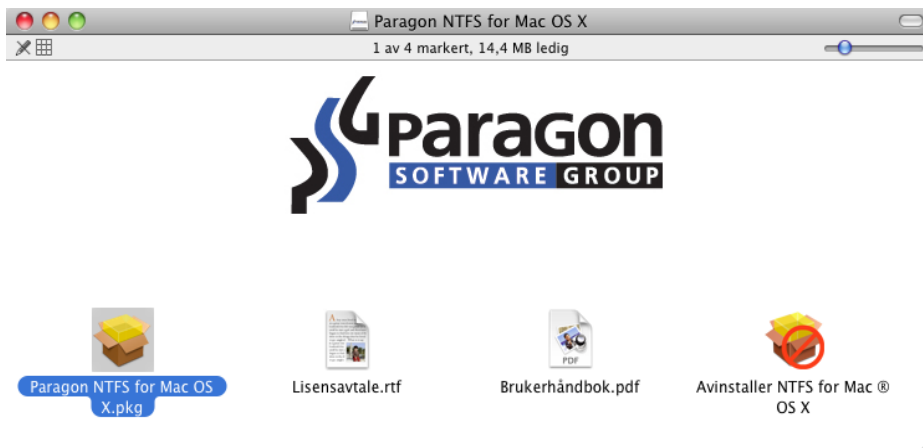 Paragon NTFS for Mac OS X
1 av 4 markert, 14,4 MB ledig
Paragon
SOFTWARE GROUP
Paragon NTFS for Mac OS
X.pkg
Lisensavtale.rtf
PDF
Brukerhåndbok.pdf
Avinstaller NTFS for Mac ®
OS X